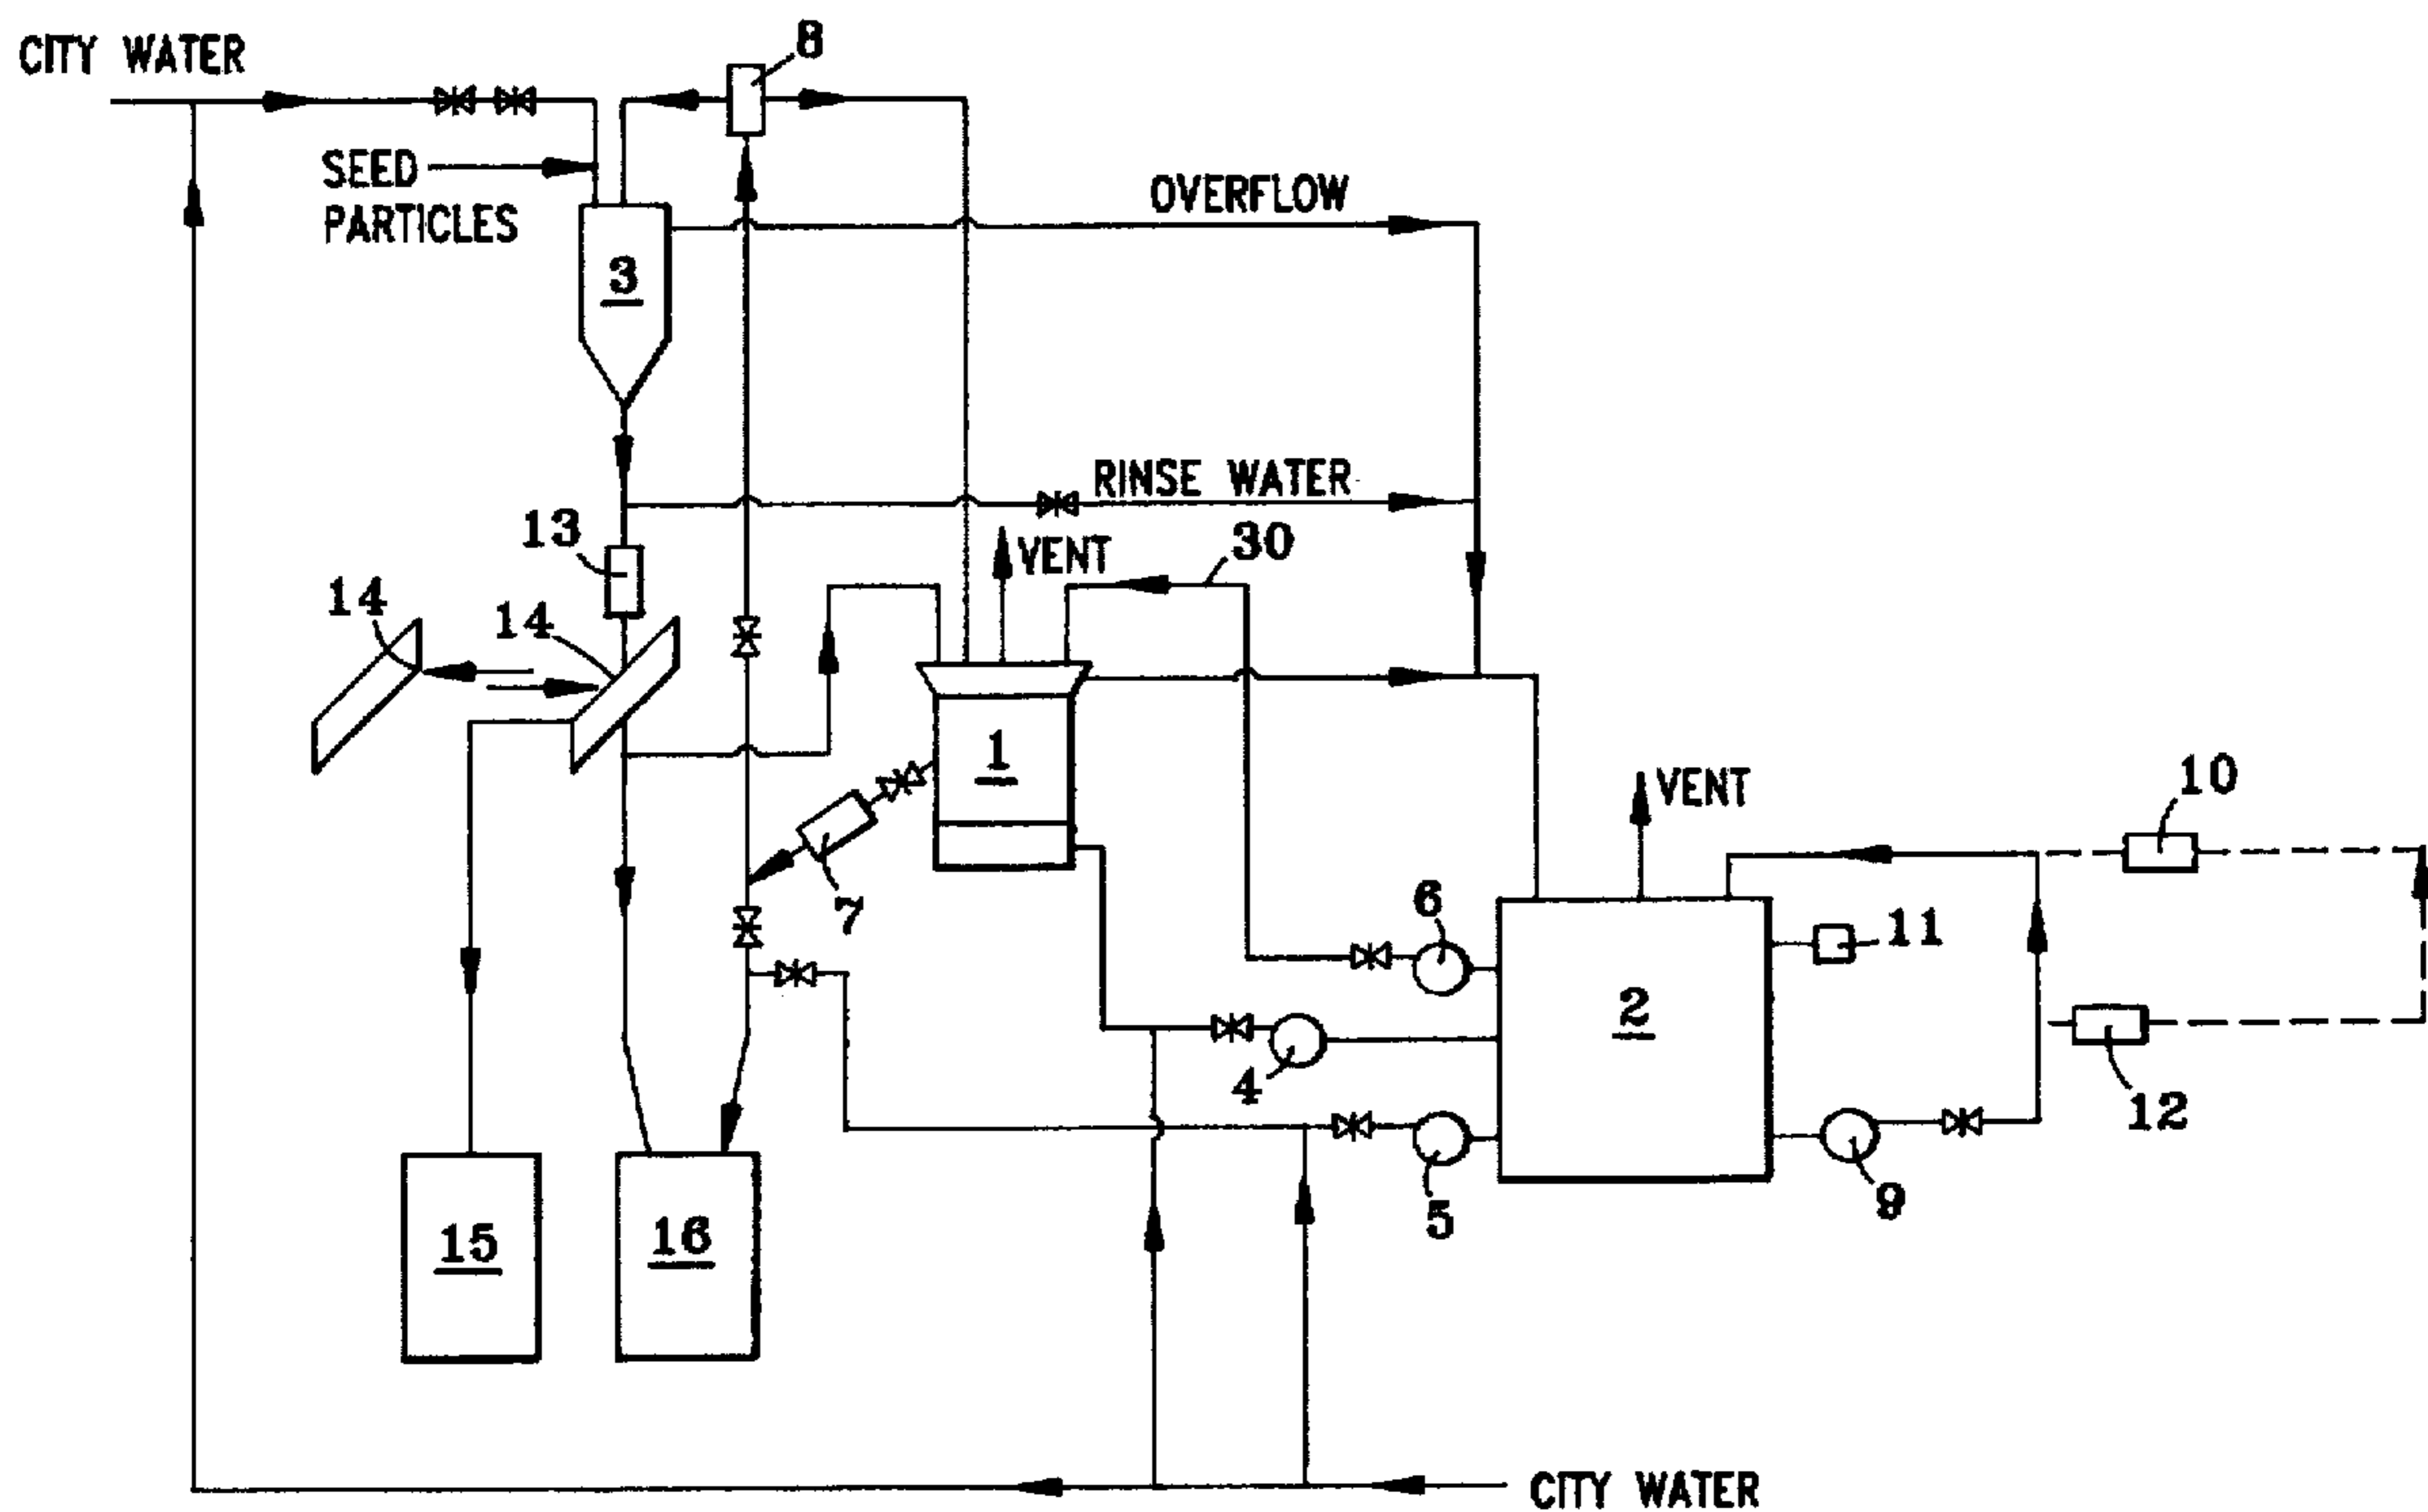 CITY WATER
8
SEED
PARTICLES
OVERFLOW
3
RINSE WATER
13
VENT
30
14
14
1
VENT
10
7
6
11
2
4
12
5
9
15
16
CITY WATER